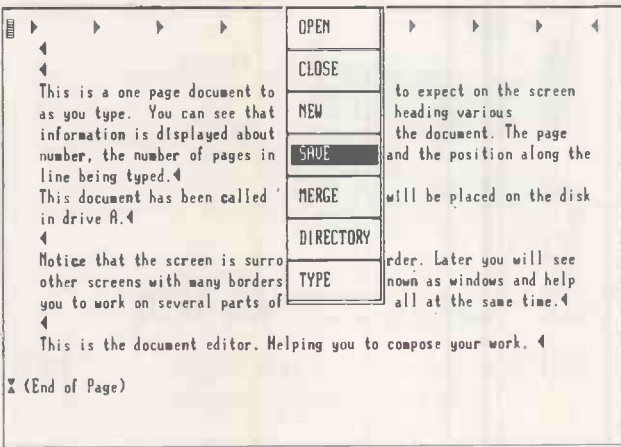 OPEN
CLOSE
NEW
SAVE
MERGE
DIRECTORY
TYPE
This is a one page document to to expect on the screen
as you type. You can see that heading various
information is displayed about the document. The page
number, the number of pages in and the position along the
line being typed.
This document has been called ' will be placed on the disk
in drive A.
Notice that the screen is surro rder. Later you will see
other screens with many borders nown as windows and help
you to work on several parts of all at the same time.
This is the document editor. Helping you to compose your work.
(End of Page)